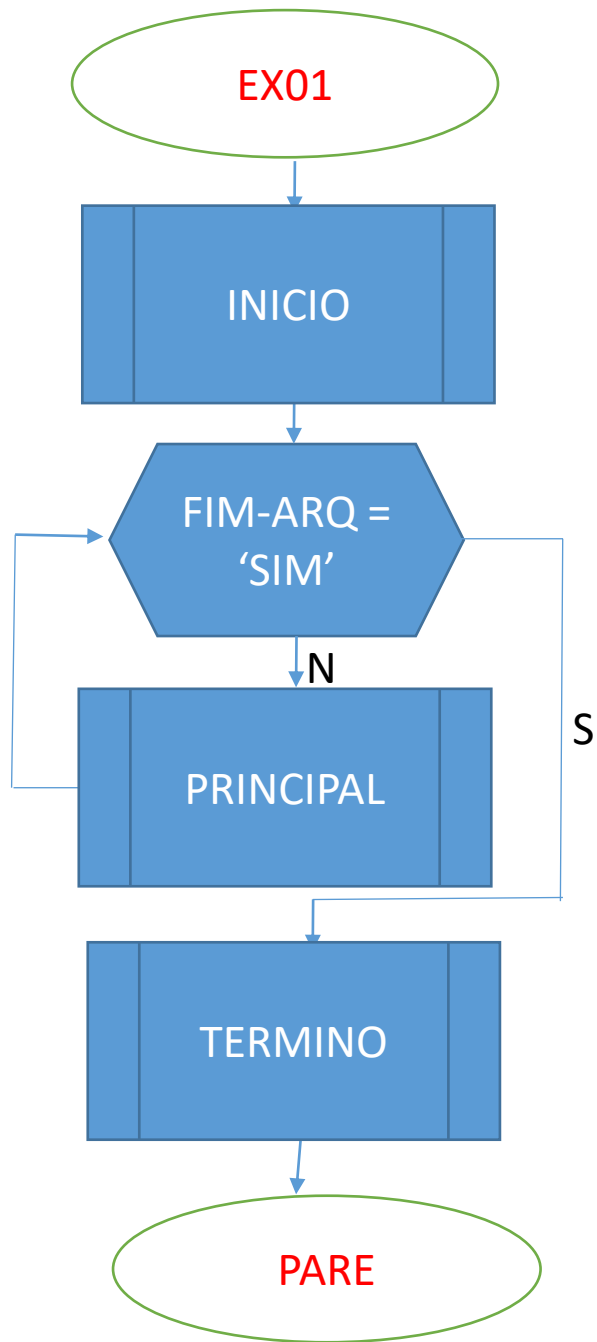 EX01
INICIO
FIM-ARQ =
‘SIM’
N
S
PRINCIPAL
TERMINO
PARE